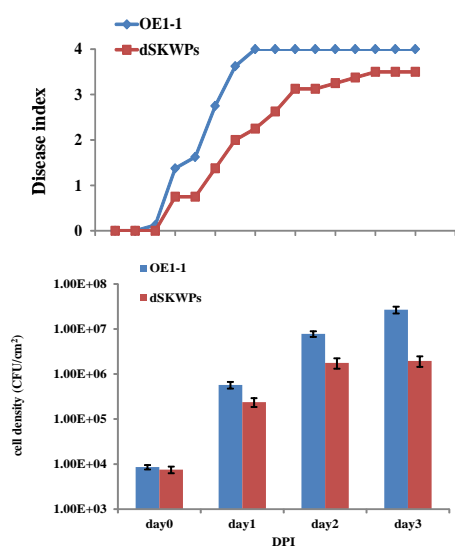 OE1-1
dSKWPs
4
3
2
1
0
Disease index
OE1-1
dSKWPs
1.00E+08
1.00E+07
1.00E+06
1.00E+05
1.00E+04
1.00E+03
cell density (CFU/cm²)
day0 day1 day2 day3
DPI